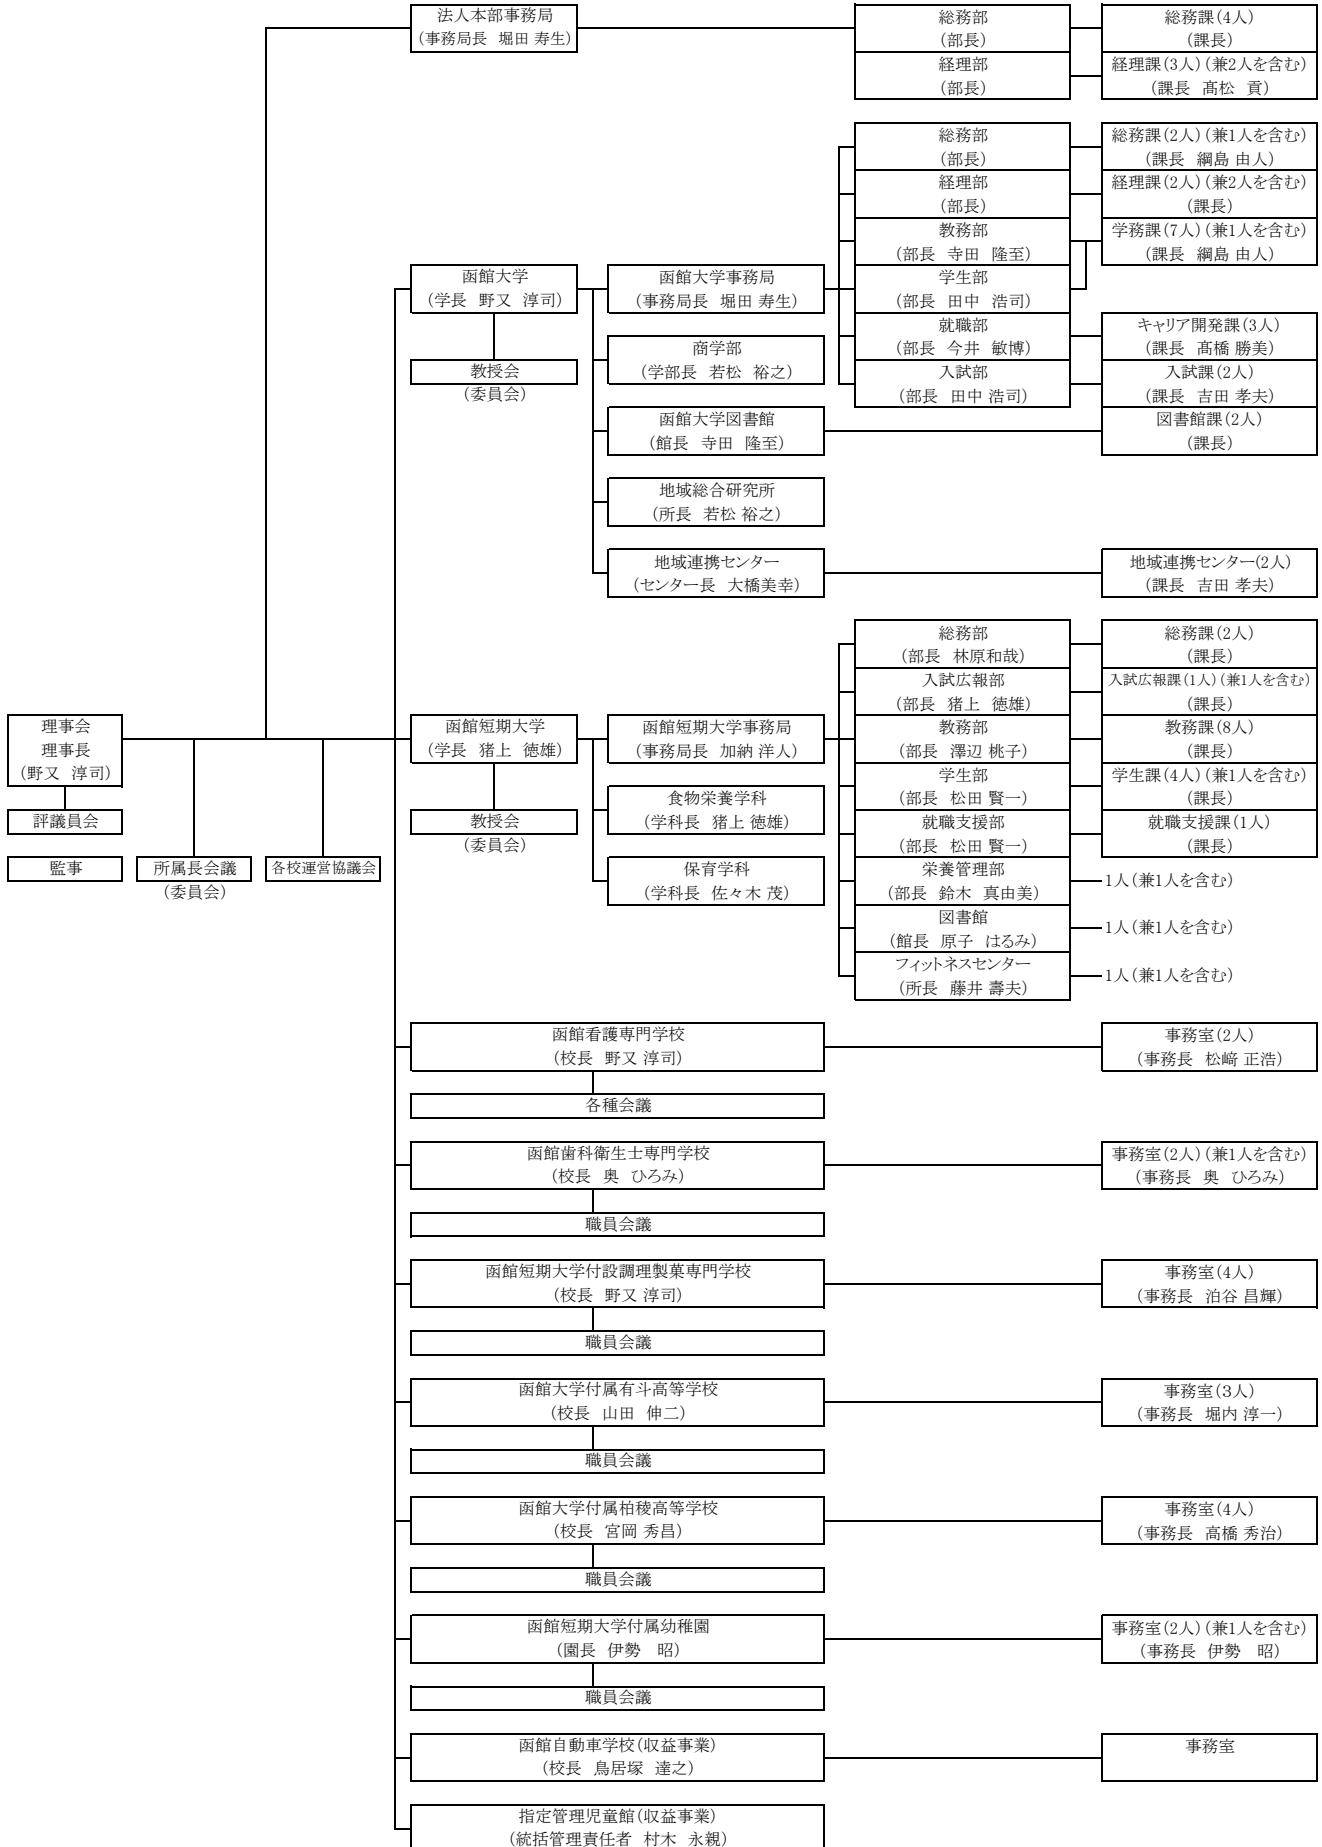 法人本部事務局
(事務局長 堀田 寿生)
総務部
(部長)
総務課(4人)
(課長)
経理部
(部長)
経理課(3人)(兼2人を含む)
(課長 髙松 貢)
総務部
(部長)
総務課(2人)(兼1人を含む)
(課長 綱島 由人)
経理部
(部長)
経理課(2人)(兼2人を含む)
(課長)
教務部
(部長 寺田 隆至)
学務課(7人)(兼1人を含む)
(課長 綱島 由人)
函館大学
(学長 野又 淳司)
函館大学事務局
(事務局長 堀田 寿生)
学生部
(部長 田中 浩司)
就職部
(部長 今井 敏博)
キャリア開発課(3人)
(課長 髙橋 勝美)
教授会
(委員会)
商学部
(学部長 若松 裕之)
入試部
(部長 田中 浩司)
入試課(2人)
(課長 吉田 孝夫)
函館大学図書館
(館長 寺田 隆至)
図書館課(2人)
(課長)
地域総合研究所
(所長 若松 裕之)
地域連携センター
(センター長 大橋美幸)
地域連携センター(2人)
(課長 吉田 孝夫)
総務部
(部長 林原和哉)
総務課(2人)
(課長)
入試広報部
(部長 猪上 徳雄)
入試広報課(1人)(兼1人を含む)
(課長)
理事会
理事長
(野又 淳司)
函館短期大学
(学長 猪上 徳雄)
函館短期大学事務局
(事務局長 加納 洋人)
教務部
(部長 澤辺 桃子)
教務課(8人)
(課長)
学生部
(部長 松田 賢一)
学生課(4人)(兼1人を含む)
(課長)
評議員会
教授会
(委員会)
食物栄養学科
(学科長 猪上 徳雄)
就職支援部
(部長 松田 賢一)
就職支援課(1人)
(課長)
監事
所属長会議
(委員会)
各校運営協議会
保育学科
(学科長 佐々木 茂)
栄養管理部
(部長 鈴木 真由美)
1人(兼1人を含む)
図書館
(館長 原子 はるみ)
1人(兼1人を含む)
フィットネスセンター
(所長 藤井 壽夫)
1人(兼1人を含む)
函館看護専門学校
(校長 野又 淳司)
事務室(2人)
(事務長 松﨑 正浩)
各種会議
函館歯科衛生士専門学校
(校長 奥 ひろみ)
事務室(2人)(兼1人を含む)
(事務長 奥 ひろみ)
職員会議
函館短期大学付設調理製菓専門学校
(校長 野又 淳司)
事務室(4人)
(事務長 泊谷 昌輝)
職員会議
函館大学付属有斗高等学校
(校長 山田 伸二)
事務室(3人)
(事務長 堀内 淳一)
職員会議
函館大学付属柏稜高等学校
(校長 宮岡 秀昌)
事務室(4人)
(事務長 高橋 秀治)
職員会議
函館短期大学付属幼稚園
(園長 伊勢 昭)
事務室(2人)(兼1人を含む)
(事務長 伊勢 昭)
職員会議
函館自動車学校(収益事業)
(校長 鳥居塚 達之)
事務室
指定管理児童館(収益事業)
(統括管理責任者 村木 永親)